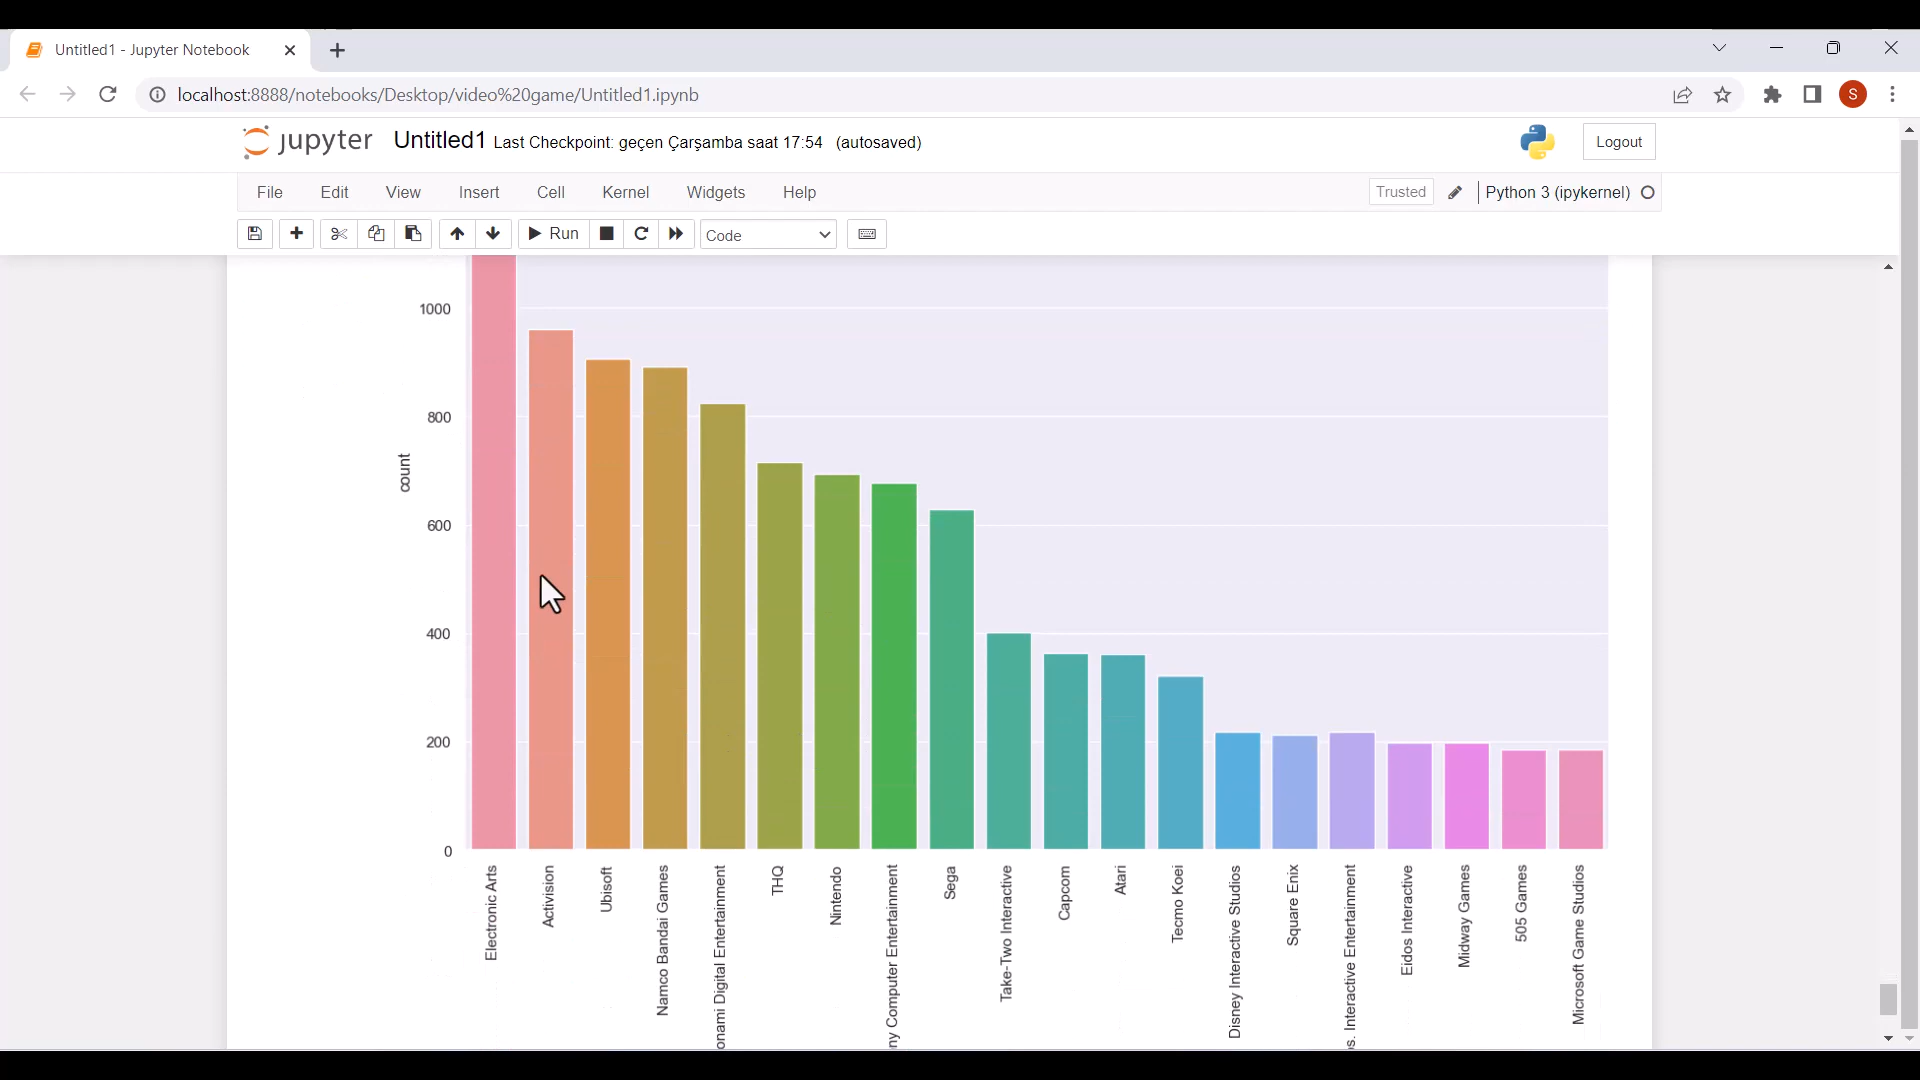 Untitled1 - Jupyter Notebook
localhost:8888/notebooks/Desktop/video%20game/Untitled1.ipynb
S
jupyter Untitled1 Last Checkpoint: geçen Çarşamba saat 17:54 (autosaved)
Logout
File Edit View Insert Cell Kernel Widgets Help
Trusted Python 3 (ipykernel)
Run Code
1000
800
600
400
200
0
count
Electronic Arts
Activision
Ubisoft
Namco Bandai Games
onami Digital Entertainment
THQ
Nintendo
ny Computer Entertainment
Sega
Take-Two Interactive
Capcom
Atari
Tecmo Koei
Disney Interactive Studios
Square Enix
s. Interactive Entertainment
Eidos Interactive
Midway Games
505 Games
Microsoft Game Studios